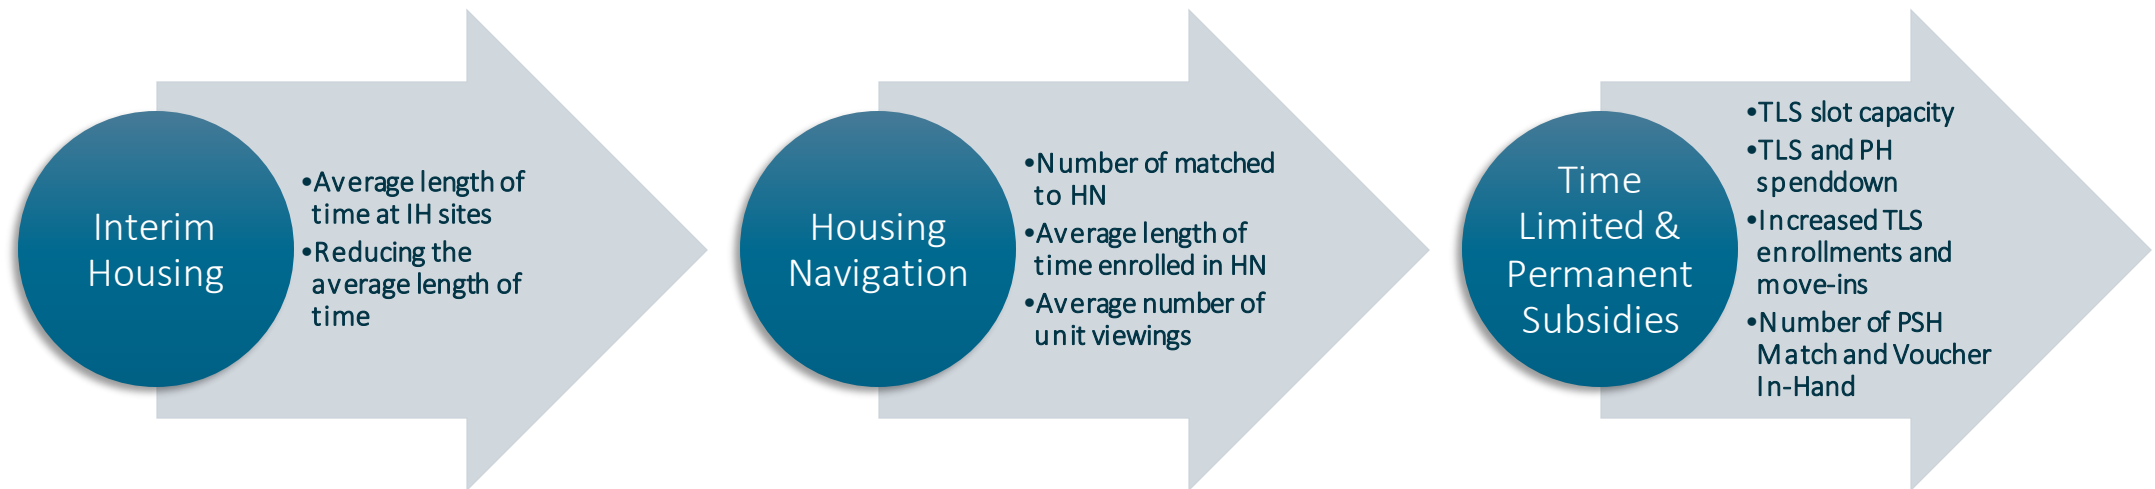 Interim
Housing
•Average length of
time at IH sites
•Reducing the
average length of
time
Housing
Navigation
•Number of matched
to HN
•Average length of
time enrolled in HN
•Average number of
unit viewings
Time
Limited &
Permanent
Subsidies
•TLS slot capacity
•TLS and PH
spenddown
•Increased TLS
enrollments and
move-ins
•Number of PSH
Match and Voucher
In-Hand